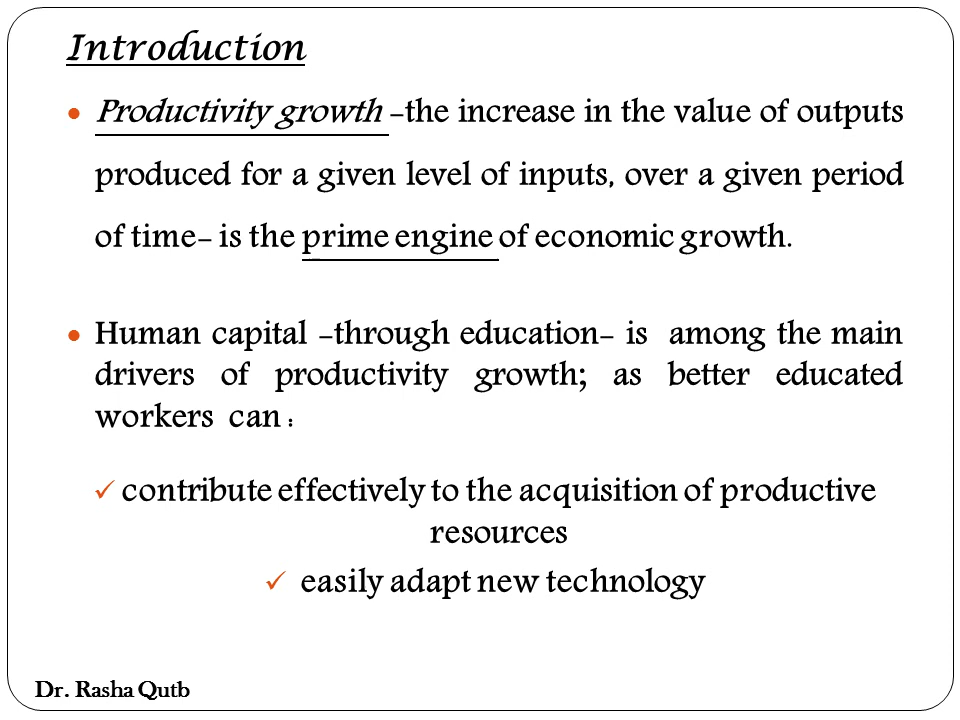 Introduction
• Productivity growth -the increase in the value of outputs
produced for a given level of inputs, over a given period
of time- is the prime engine of economic growth.
• Human capital -through education- is among the main
drivers of productivity growth; as better educated
workers can :
✓ contribute effectively to the acquisition of productive
resources
✓ easily adapt new technology
Dr. Rasha Qutb